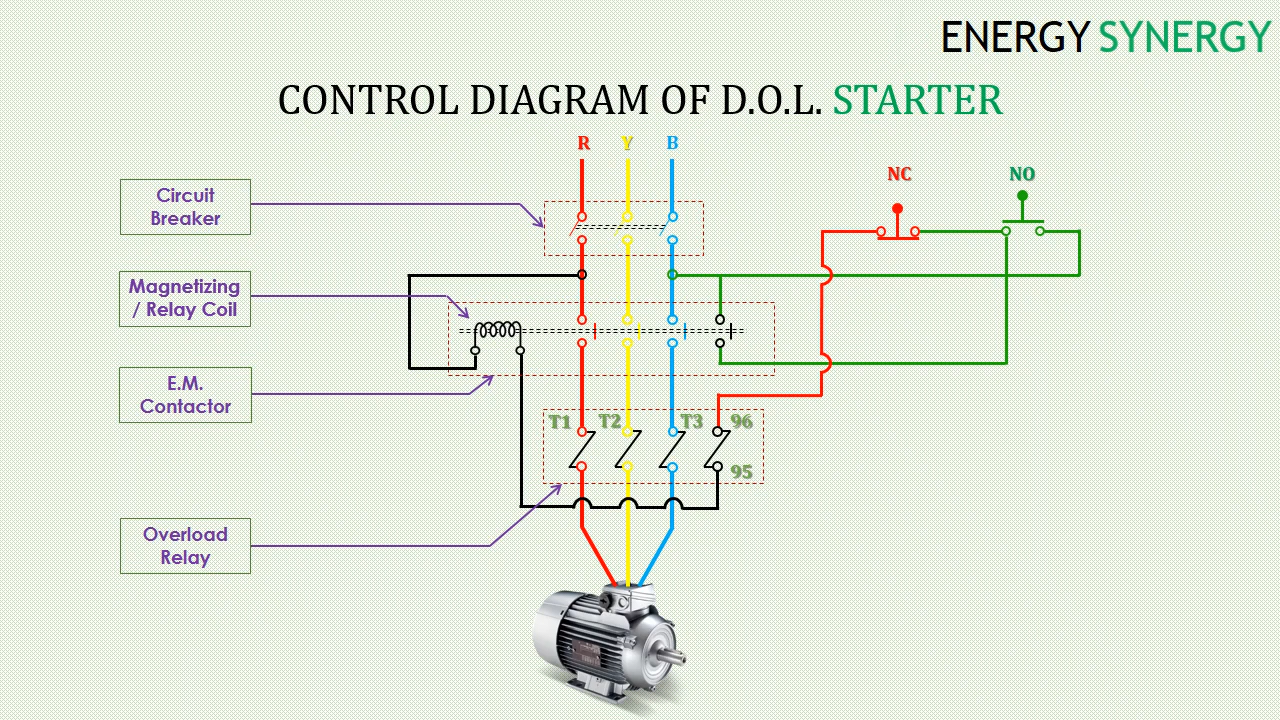 ENERGY SYNERGY
CONTROL DIAGRAM OF D.O.L. STARTER
R Y B
NC NO
Circuit
Breaker
Magnetizing
/ Relay Coil
E.M.
Contactor
T1 T2 T3 96
95
Overload
Relay